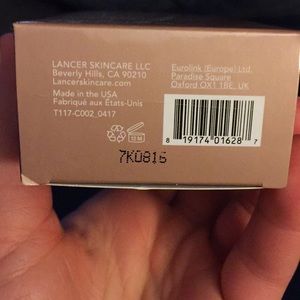 LANCER SKINCARE LLC
Beverly Hills, CA 90210
Lancerskincare.com
Made in the USA
Fabriqué aux États-Unis
T117-C002_0417
Eurolink (Europe) Ltd.
Paradise Square
Oxford OX1 1BE, UK
8 19174 01628 7
12 M
7K0816